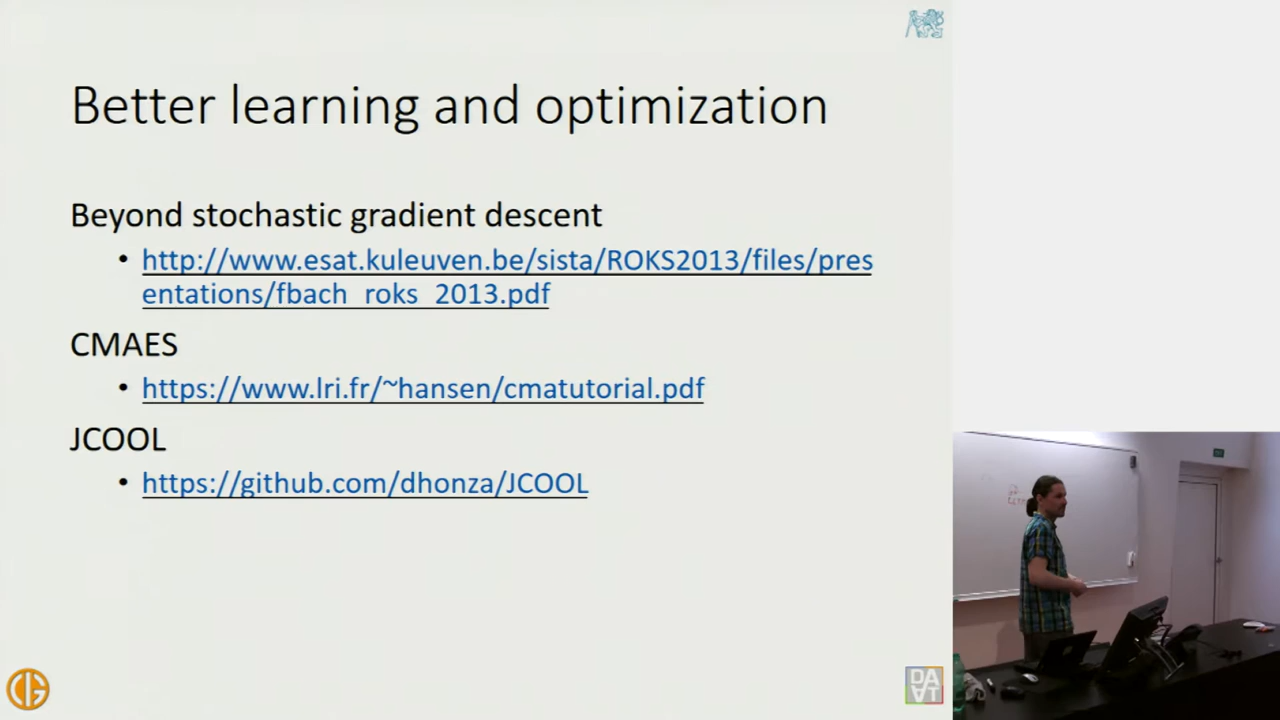 Better learning and optimization
Beyond stochastic gradient descent
• http://www.esat.kuleuven.be/sista/ROKS2013/files/pres
entations/fbach_roks_2013.pdf
CMAES
• https://www.lri.fr/~hansen/cmatutorial.pdf
JCOOL
• https://github.com/dhonza/JCOOL